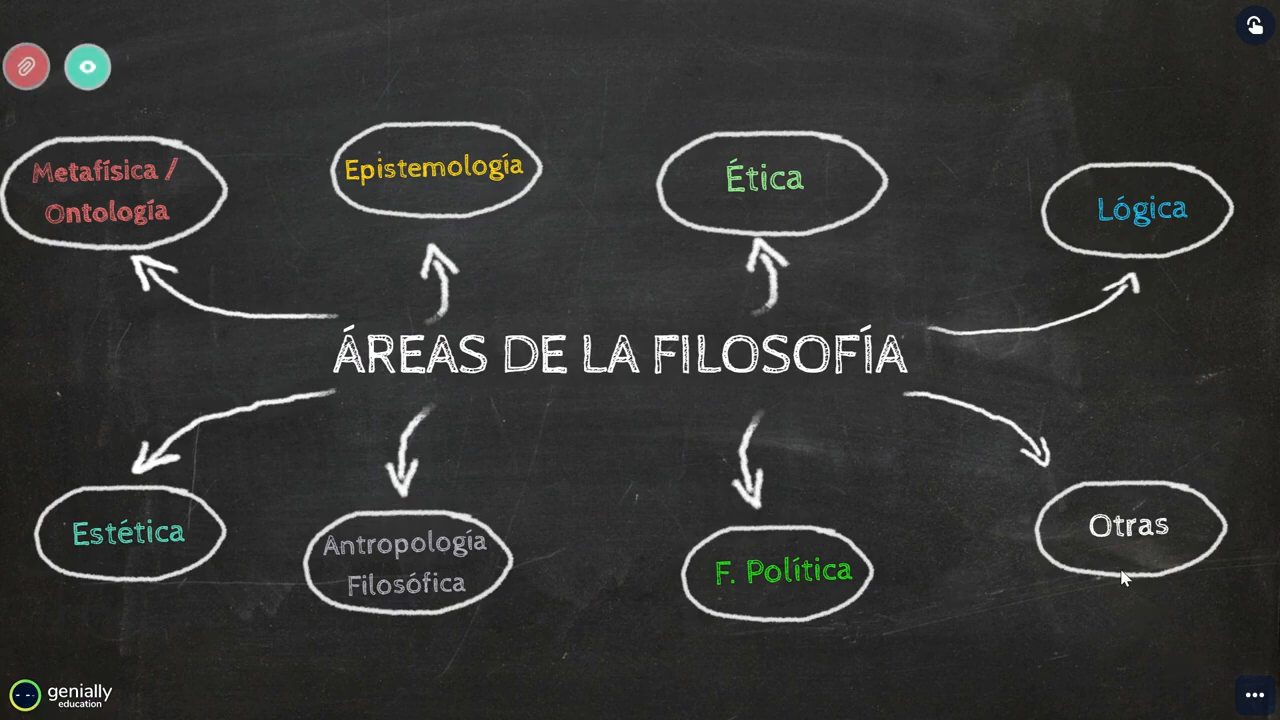 Metafísica /
Ontología
Epistemología
Ética
Lógica
ÁREAS DE LA FILOSOFÍA
Estética
Antropología
Filosófica
F. Política
Otras
genially
education